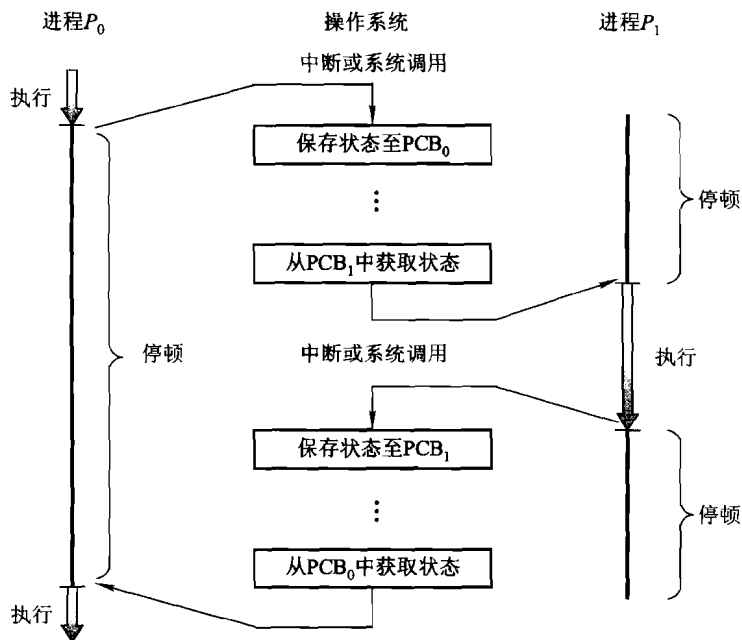 进程P₀
操作系统
进程P₁
中断或系统调用
执行
保存状态至PCB₀
⋮
停顿
从PCB₁中获取状态
停顿
中断或系统调用
执行
保存状态至PCB₁
⋮
停顿
从PCB₀中获取状态
执行